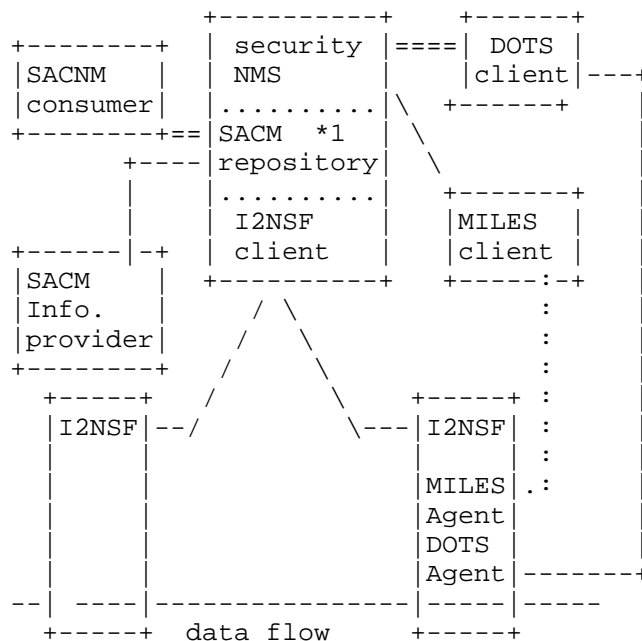 security
NMS
DOTS
client
SACNM
consumer
SACM *1
repository
I2NSF
client
MILES
client
SACM
Info.
provider
I2NSF
I2NSF
MILES
Agent
DOTS
Agent
data flow